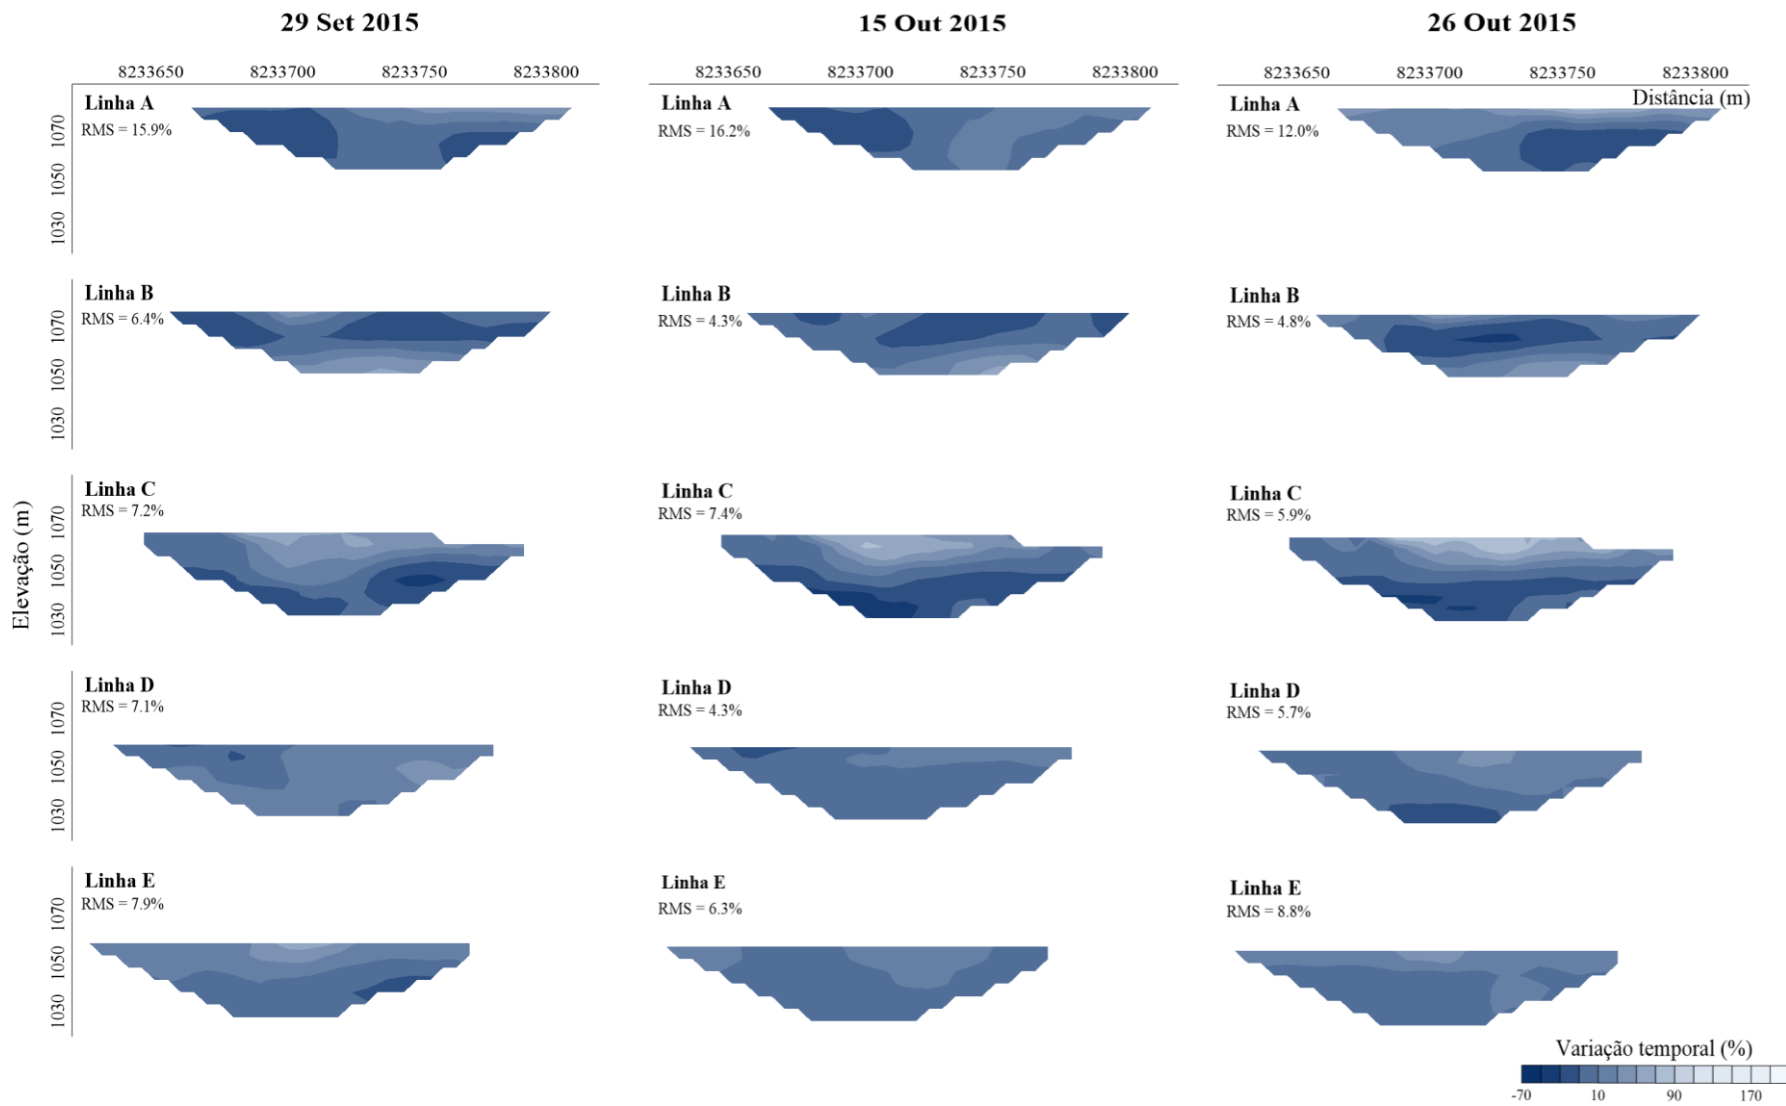 29 Set 2015
15 Out 2015
26 Out 2015
8233650 8233700 8233750 8233800
8233650 8233700 8233750 8233800
8233650 8233700 8233750 8233800
Distância (m)
Linha A
RMS = 15.9%
Linha A
RMS = 16.2%
Linha A
RMS = 12.0%
1070
1050
1030
Linha B
RMS = 6.4%
Linha B
RMS = 4.3%
Linha B
RMS = 4.8%
1070
1050
1030
Elevação (m)
Linha C
RMS = 7.2%
Linha C
RMS = 7.4%
Linha C
RMS = 5.9%
1070
1050
1030
Linha D
RMS = 7.1%
Linha D
RMS = 4.3%
Linha D
RMS = 5.7%
1070
1050
1030
Linha E
RMS = 7.9%
Linha E
RMS = 6.3%
Linha E
RMS = 8.8%
1070
1050
1030
Variação temporal (%)
-70 10 90 170